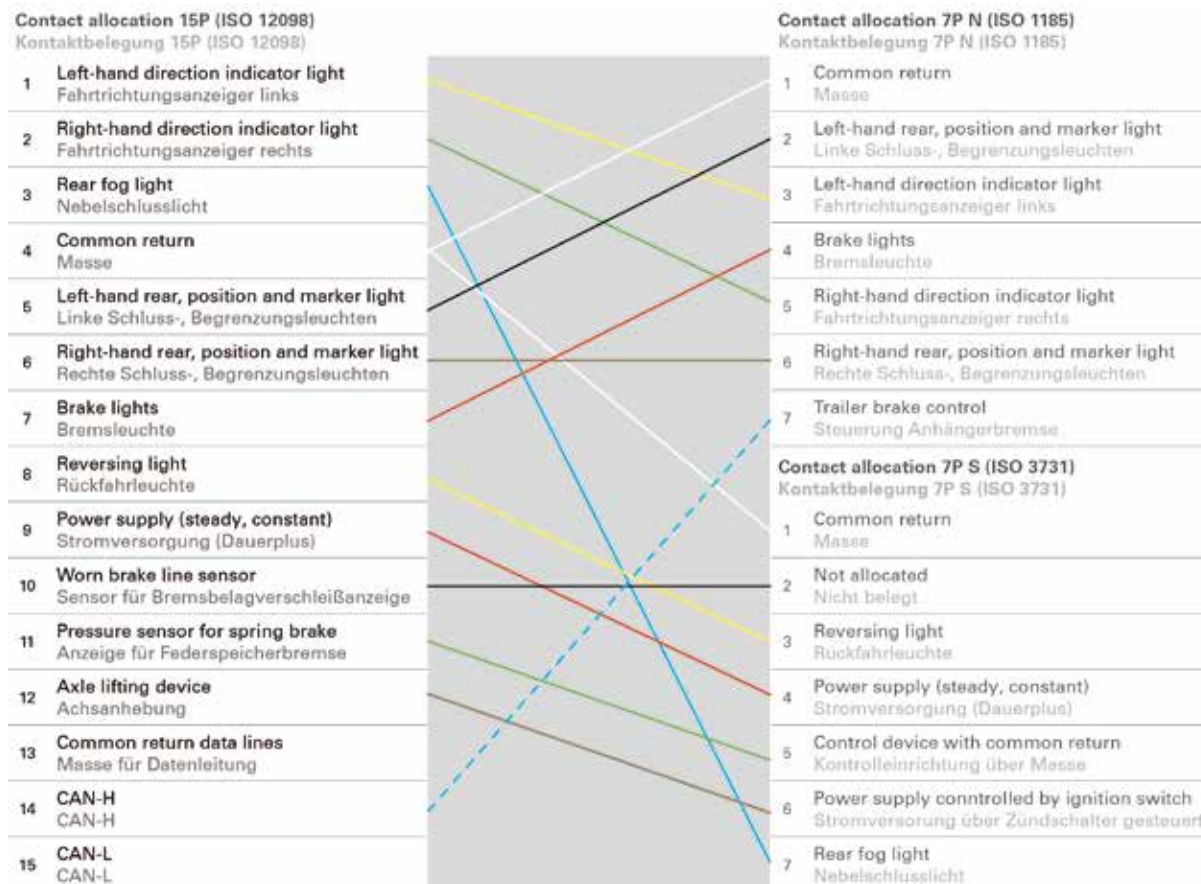 Contact allocation 15P (ISO 12098)
Kontaktbelegung 15P (ISO 12098)
1 Left-hand direction indicator light
Fahrtrichtungsanzeiger links
2 Right-hand direction indicator light
Fahrtrichtungsanzeiger rechts
3 Rear fog light
Nebelschlusslicht
4 Common return
Masse
5 Left-hand rear, position and marker light
Linke Schluss-, Begrenzungsleuchten
6 Right-hand rear, position and marker light
Rechte Schluss-, Begrenzungsleuchten
7 Brake lights
Bremsleuchte
8 Reversing light
Rückfahrleuchte
9 Power supply (steady, constant)
Stromversorgung (Dauerplus)
10 Worn brake line sensor
Sensor für Bremsbelagverschleißanzeige
11 Pressure sensor for spring brake
Anzeige für Federspeicherbremse
12 Axle lifting device
Achsanhebung
13 Common return data lines
Masse für Datenleitung
14 CAN-H
CAN-H
15 CAN-L
CAN-L
Contact allocation 7P N (ISO 1185)
Kontaktbelegung 7P N (ISO 1185)
1 Common return
Masse
2 Left-hand rear, position and marker light
Linke Schluss-, Begrenzungsleuchten
3 Left-hand direction indicator light
Fahrtrichtungsanzeiger links
4 Brake lights
Bremsleuchte
5 Right-hand direction indicator light
Fahrtrichtungsanzeiger rechts
6 Right-hand rear, position and marker light
Rechte Schluss-, Begrenzungsleuchten
7 Trailer brake control
Steuerung Anhängerbremse
Contact allocation 7P S (ISO 3731)
Kontaktbelegung 7P S (ISO 3731)
1 Common return
Masse
2 Not allocated
Nicht belegt
3 Reversing light
Rückfahrleuchte
4 Power supply (steady, constant)
Stromversorgung (Dauerplus)
5 Control device with common return
Kontrolleinrichtung über Masse
6 Power supply conntrolled by ignition switch
Stromversorung über Zündschalter gesteuert
7 Rear fog light
Nebelschlusslicht